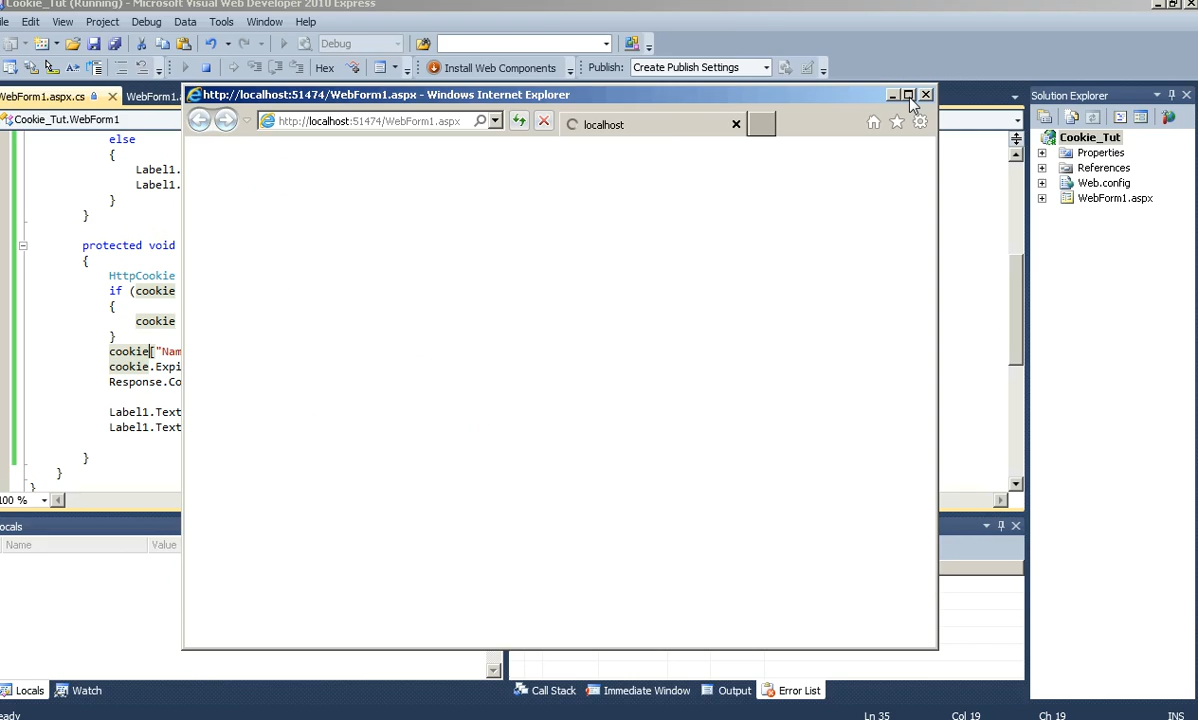 Cookie_Tut (Running) - Microsoft Visual Web Developer 2010 Express
File Edit View Project Debug Data Tools Window Help
Debug
Hex Install Web Components Publish: Create Publish Settings
WebForm1.aspx.cs WebForm1.a
http://localhost:51474/WebForm1.aspx - Windows Internet Explorer
http://localhost:51474/WebForm1.aspx localhost
Cookie_Tut.WebForm1
else
{
Label1.
Label1.
}
}
protected void
{
HttpCookie
if (cookie
{
cookie
}
cookie["Nam
cookie.Expi
Response.Co
Label1.Text
Label1.Text
}
}
}
100 %
Solution Explorer
Cookie_Tut
Properties
References
Web.config
WebForm1.aspx
Locals
Name Value
Locals Watch
Call Stack Immediate Window Output Error List
Ready Ln 35 Col 19 Ch 19 INS